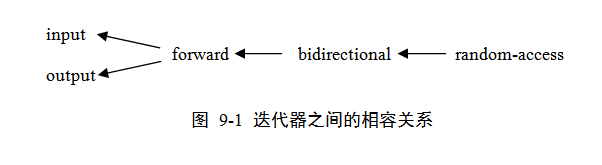 input
forward
bidirectional
random-access
output
图 9-1 迭代器之间的相容关系